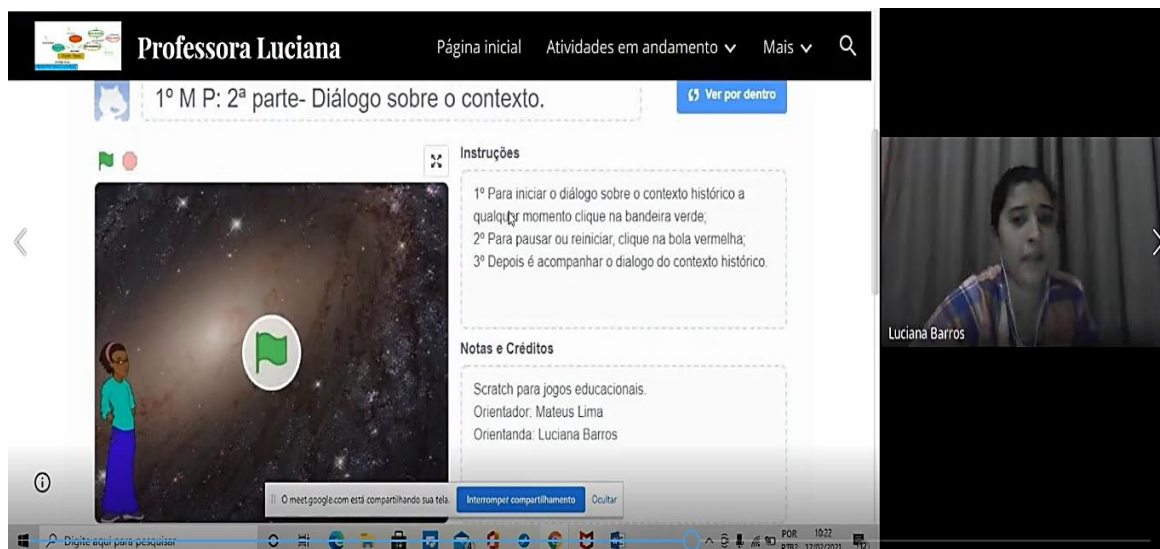 Professora Luciana
Página inicial
Atividades em andamento
Mais
1º M P: 2ª parte- Diálogo sobre o contexto.
Ver por dentro
Instruções
1º Para iniciar o diálogo sobre o contexto histórico a
qualquer momento clique na bandeira verde;
2º Para pausar ou reiniciar, clique na bola vermelha;
3º Depois é acompanhar o dialogo do contexto histórico.
Luciana Barros
Notas e Créditos
Scratch para jogos educacionais.
Orientador: Mateus Lima
Orientanda: Luciana Barros
O meet.google.com está compartilhando sua tela.
Interromper compartilhamento
Ocultar
Digite aqui para pesquisar
POR
10:22
17/02/2021